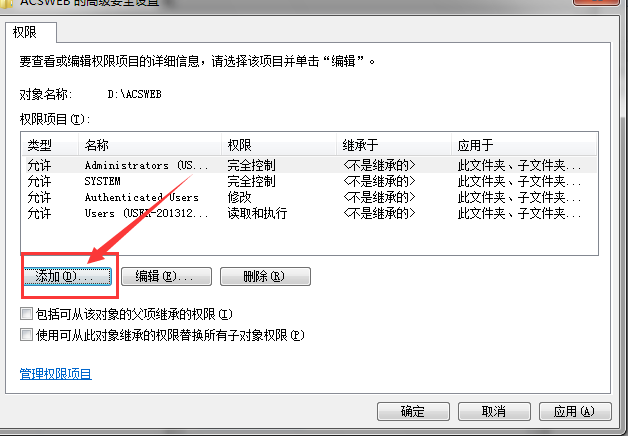 ACSWEB 的高级安全设置
权限
要查看或编辑权限项目的详细信息，请选择该项目并单击“编辑”。
对象名称: D:\ACSWEB
权限项目(T):
类型 名称 权限 继承于 应用于
允许 Administrators (US... 完全控制 <不是继承的> 此文件夹、子文件夹...
允许 SYSTEM 完全控制 <不是继承的> 此文件夹、子文件夹...
允许 Authenticated Users 修改 <不是继承的> 此文件夹、子文件夹...
允许 Users (USER-201312... 读取和执行 <不是继承的> 此文件夹、子文件夹...
添加(D)... 编辑(E)... 删除(R)
包括可从该对象的父项继承的权限(I)
使用可从此对象继承的权限替换所有子对象权限(P)
管理权限项目
确定 取消 应用(A)